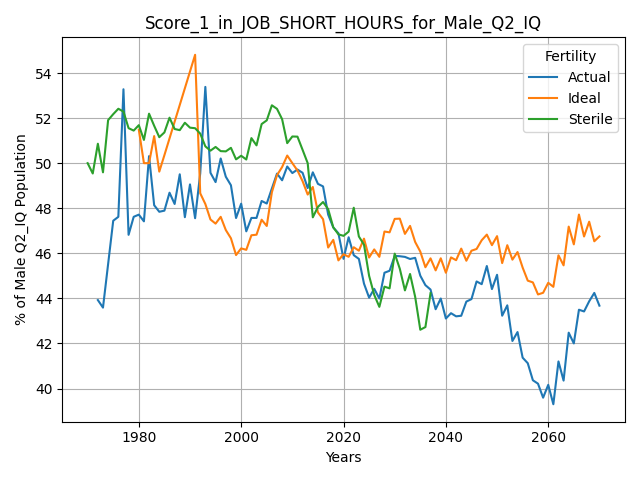 Score_1_in_JOB_SHORT_HOURS_for_Male_Q2_IQ
Fertility
Actual
Ideal
Sterile
% of Male Q2_IQ Population
54
52
50
48
46
44
42
40
1980
2000
2020
2040
2060
Years